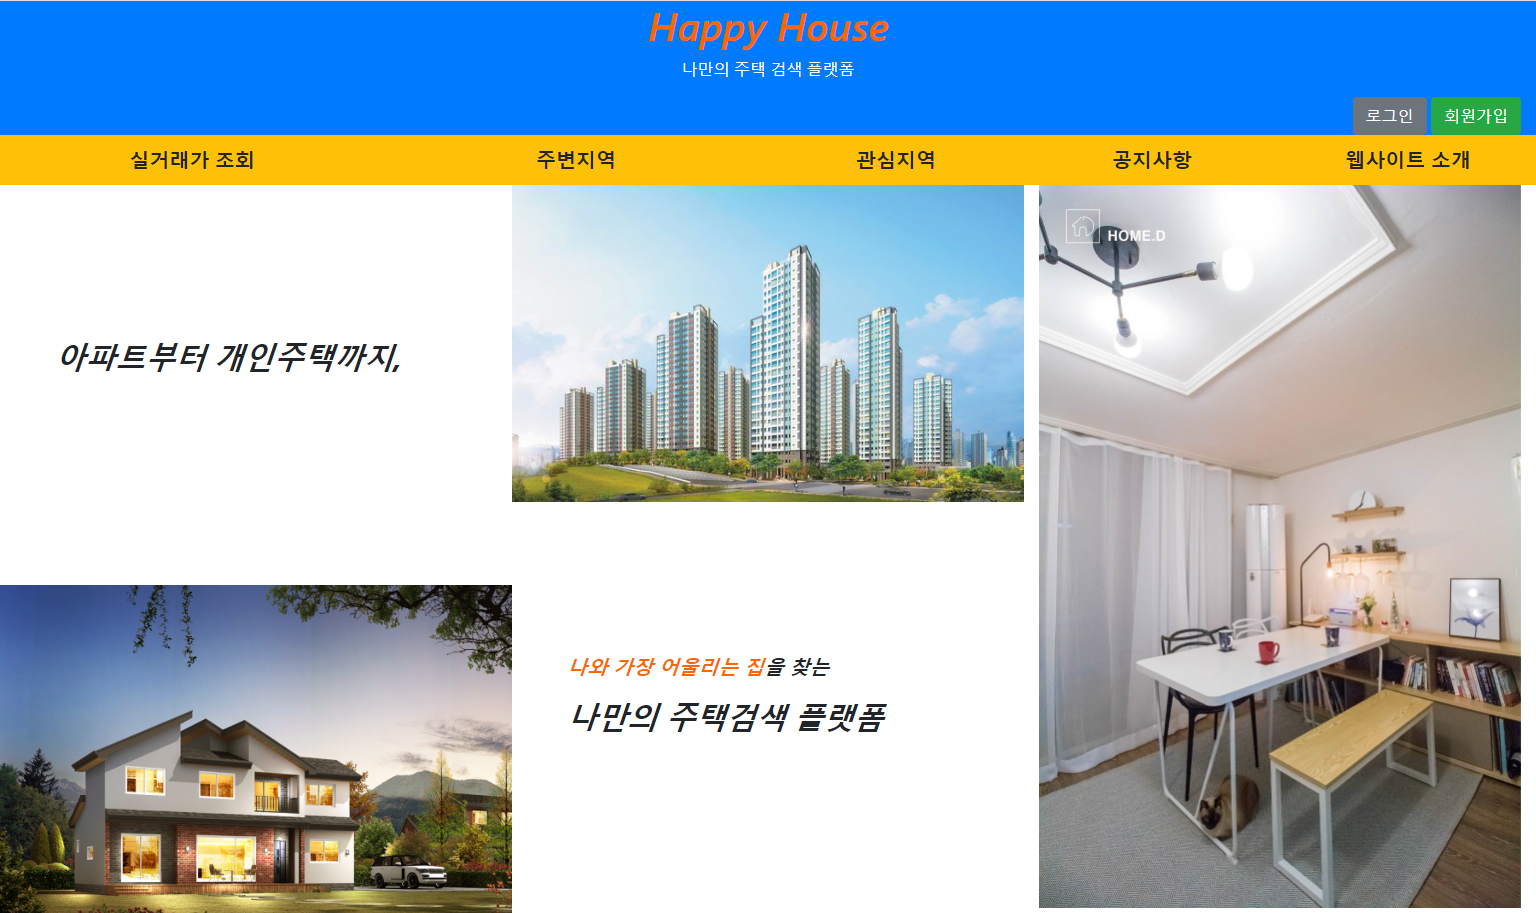 Happy House
나만의 주택 검색 플랫폼
로그인 회원가입
실거래가 조회 주변지역 관심지역 공지사항 웹사이트 소개
HOME.D
아파트부터 개인주택까지,
나와 가장 어울리는 집을 찾는
나만의 주택검색 플랫폼